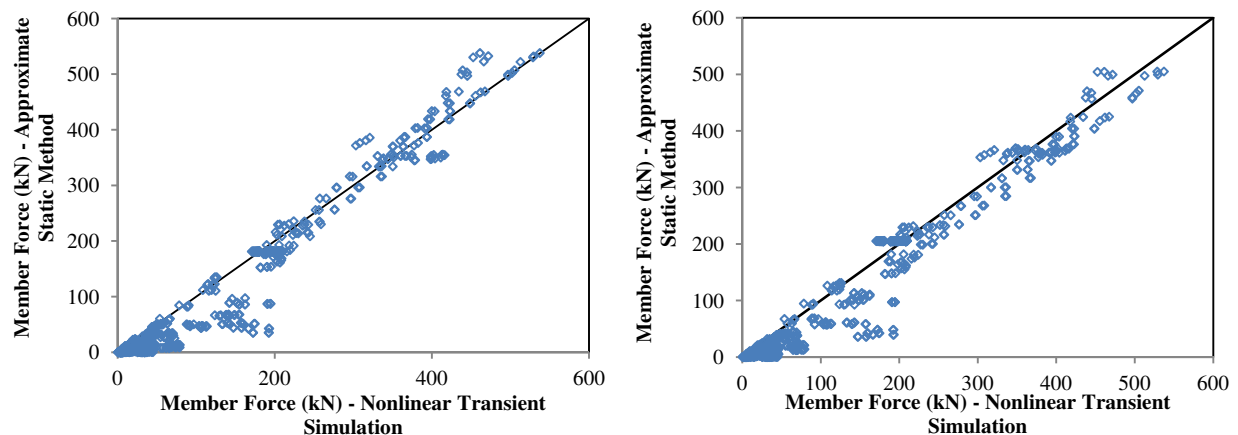 Member Force (kN) - Approximate
Static Method
600
500
400
300
200
100
0
0 200 400 600
Member Force (kN) - Nonlinear Transient
Simulation
Member Force (kN) - Approximate
Static Method
600
500
400
300
200
100
0
0 100 200 300 400 500 600
Member Force (kN) - Nonlinear Transient
Simulation